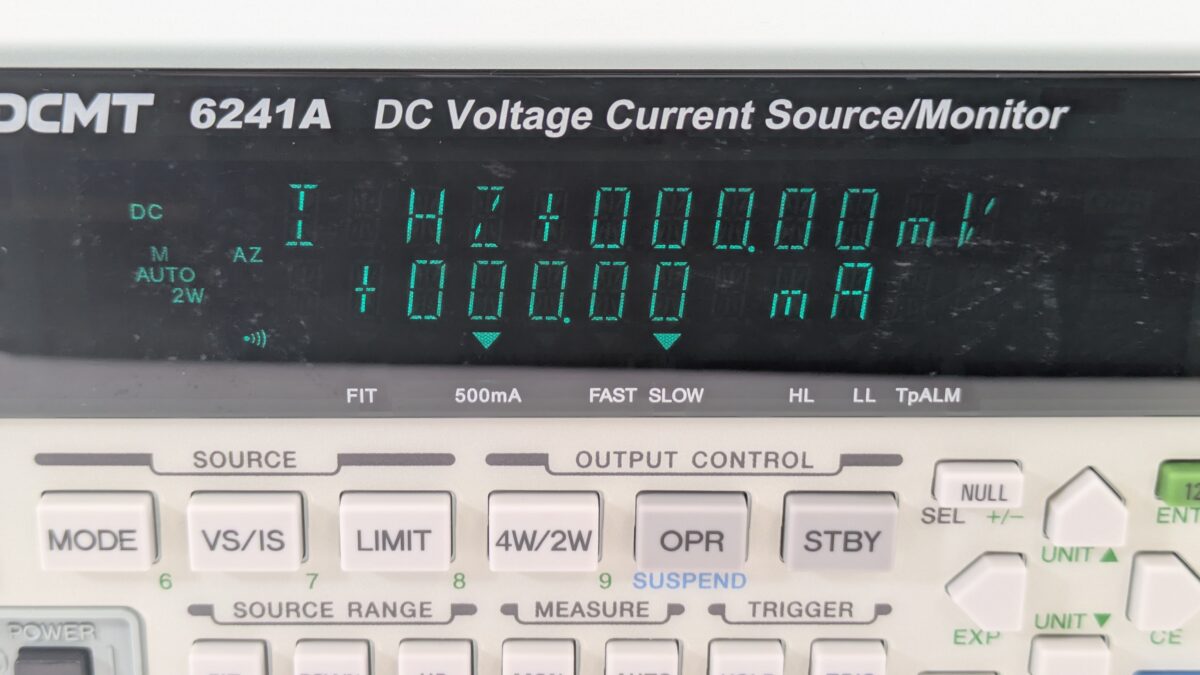 DCMT 6241A DC Voltage Current Source/Monitor
DC I HZ+000.00mV
M AZ
AUTO +000.00 mA
2W
FIT 500mA FAST SLOW HL LL TpALM
SOURCE OUTPUT CONTROL
MODE VS/IS LIMIT 4W/2W OPR STBY NULL
SEL +/- ENT
6 7 8 9 SUSPEND UNIT▲
SOURCE RANGE MEASURE TRIGGER
POWER UNIT▼
EXP CE